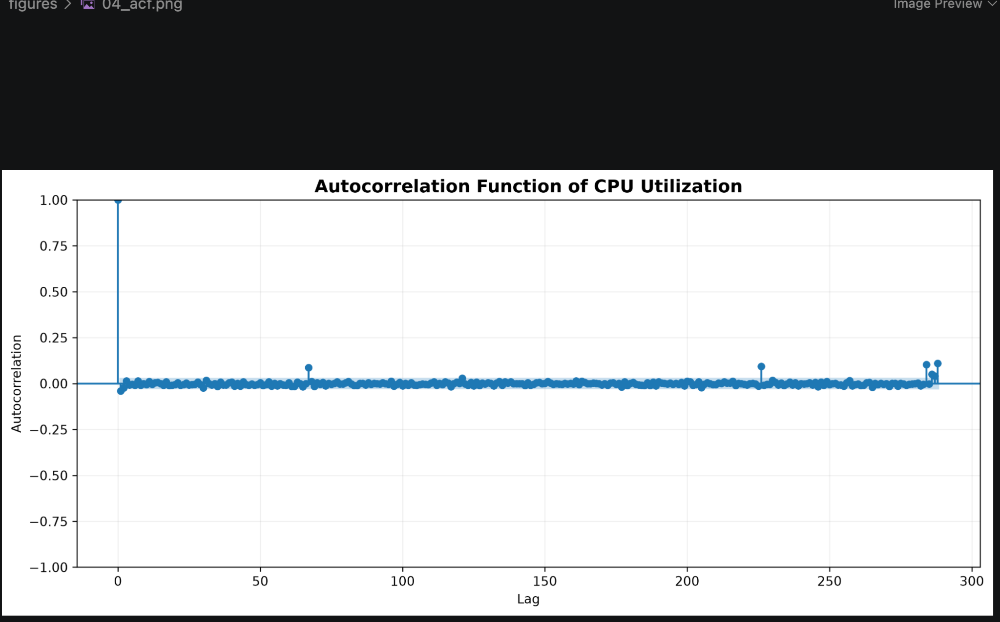 figures > 04_acf.png
Image Preview
Autocorrelation Function of CPU Utilization
1.00
0.75
0.50
0.25
0.00
−0.25
−0.50
−0.75
−1.00
Autocorrelation
0 50 100 150 200 250 300
Lag